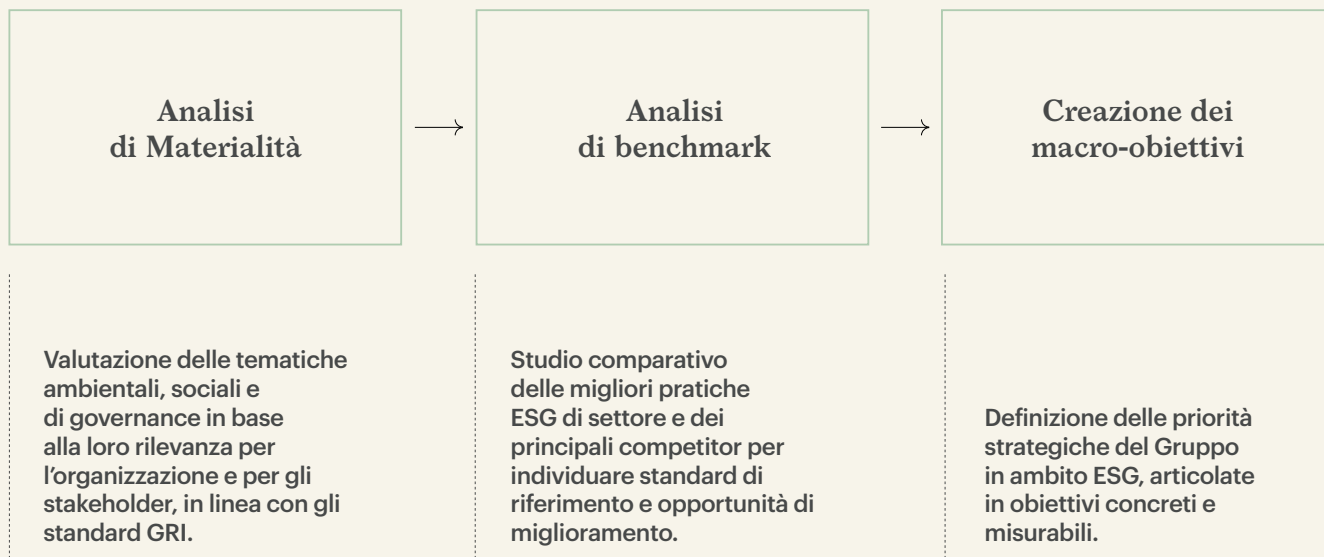 Analisi
di Materialità
Analisi
di benchmark
Creazione dei
macro-obiettivi
Valutazione delle tematiche
ambientali, sociali e
di governance in base
alla loro rilevanza per
l’organizzazione e per gli
stakeholder, in linea con gli
standard GRI.
Studio comparativo
delle migliori pratiche
ESG di settore e dei
principali competitor per
individuare standard di
riferimento e opportunità di
miglioramento.
Definizione delle priorità
strategiche del Gruppo
in ambito ESG, articolate
in obiettivi concreti e
misurabili.